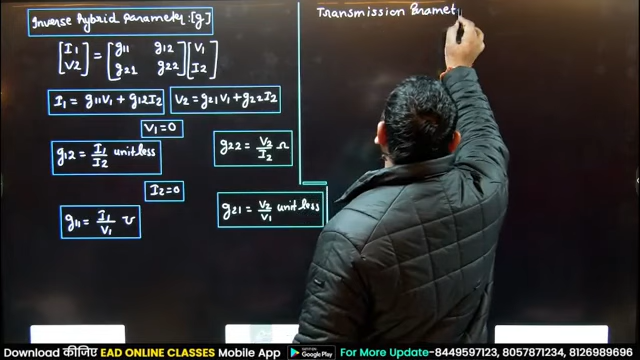 Inverse hybrid parameter :[g]
[I1 V2] = [g11 g12 g21 g22] [V1 I2]
I1 = g11V1 + g12I2
V2 = g21V1 + g22I2
V1=0
g12 = I1/I2 unitless
g22 = V2/I2 Ω
I2=0
g11 = I1/V1 ℧
g21 = V2/V1 unitless
Transmission Paramet
Download कीजिए EAD ONLINE CLASSES Mobile App
GET IT ON Google Play
For More Update-8449597123, 8057871234, 8126989696